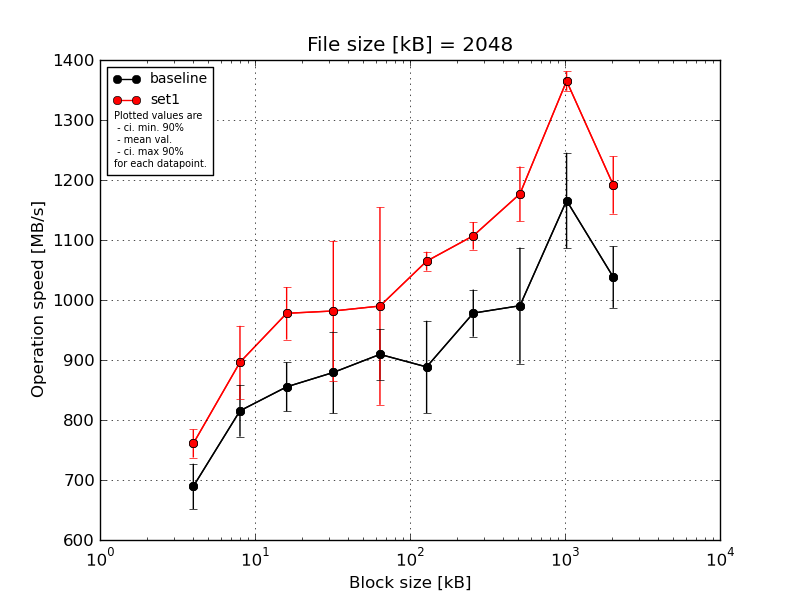 File size [kB] = 2048
1400
1300
1200
1100
1000
900
800
700
600
Operation speed [MB/s]
baseline
set1
Plotted values are
- ci. min. 90%
- mean val.
- ci. max 90%
for each datapoint.
10⁰ 10¹ 10² 10³ 10⁴
Block size [kB]